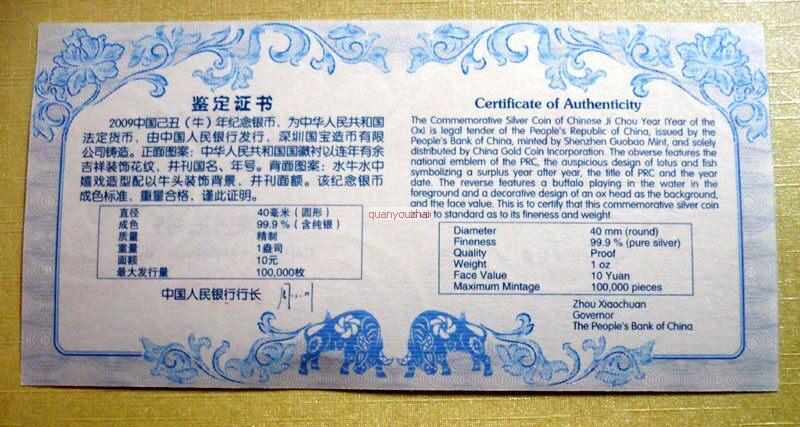 鉴定证书
2009中国己丑（牛）年纪念银币，为中华人民共和国
法定货币，由中国人民银行发行，深圳国宝造币有限
公司铸造。正面图案：中华人民共和国国徽衬以连年有余
吉祥装饰花纹，并刊国名、年号。背面图案：水牛水中
嬉戏造型配以牛头装饰背景，并刊面额。该纪念银币
成色标准，重量合格，谨此证明。
直径 40毫米（圆形）
成色 99.9％（含纯银）
质量 精制
重量 1盎司
面额 10元
最大发行量 100,000枚
中国人民银行行长
Certificate of Authenticity
The Commemorative Silver Coin of Chinese Ji Chou Year (Year of the
Ox) is legal tender of the People's Republic of China, issued by the
People's Bank of China, minted by Shenzhen Guobao Mint, and solely
distributed by China Gold Coin Incorporation. The obverse features the
national emblem of the PRC, the auspicious design of lotus and fish
symbolizing a surplus year after year, the title of PRC and the year
date. The reverse features a buffalo playing in the water in the
foreground and a decorative design of an ox head as the background,
and the face value. This is to certify that this commemorative silver coin
to standard as to its fineness and weight.
Diameter 40 mm (round)
Fineness 99.9 % (pure silver)
Quality Proof
Weight 1 oz
Face Value 10 Yuan
Maximum Mintage 100,000 pieces
Zhou Xiaochuan
Governor
The People's Bank of China
quanyouzhai